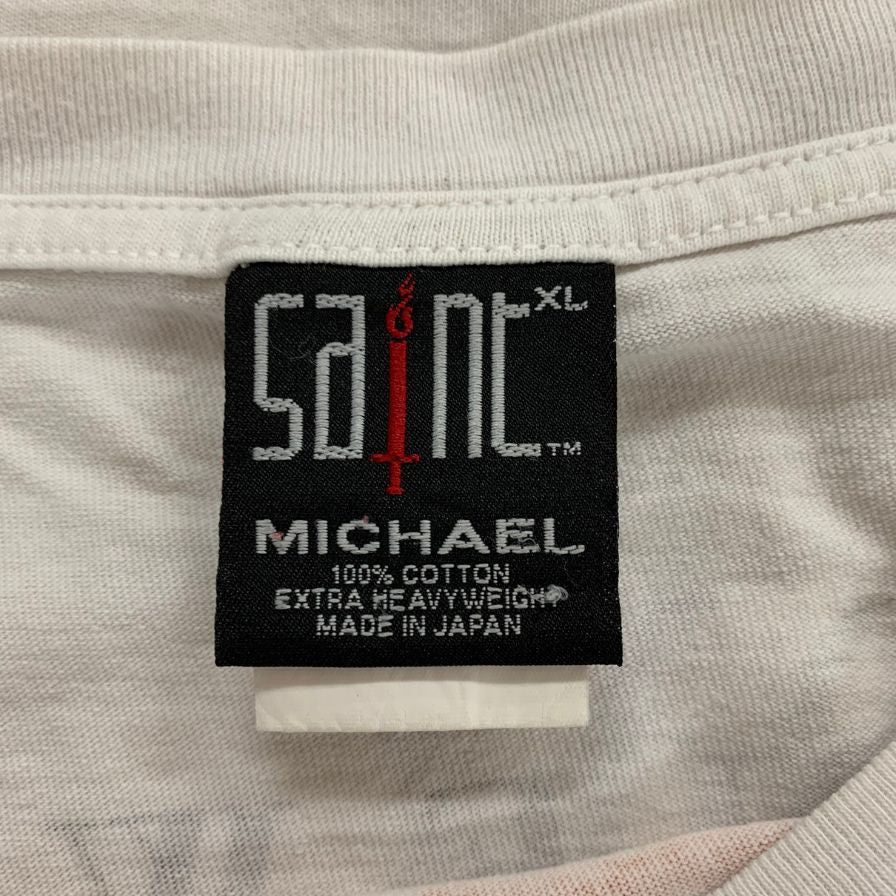 saint XL
TM
MICHAEL
100% COTTON
EXTRA HEAVYWEIGHT
MADE IN JAPAN